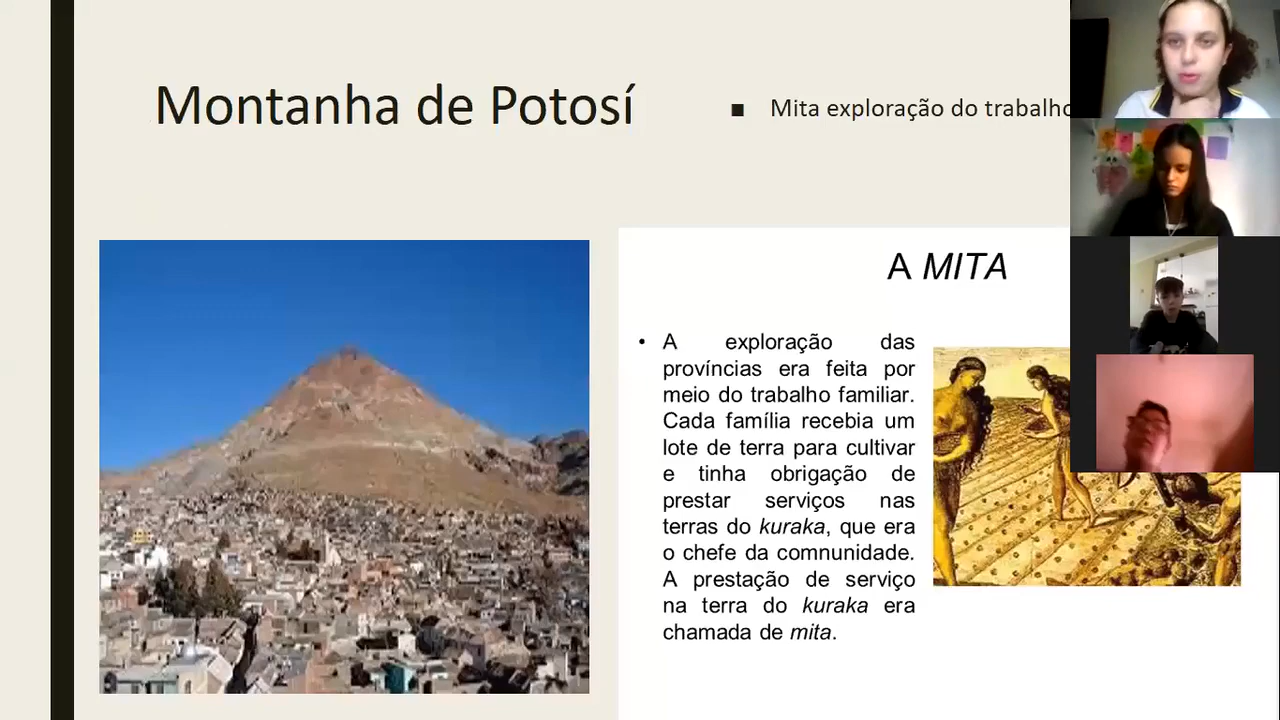 Montanha de Potosí
■ Mita exploração do trabalho
A MITA
• A exploração das
províncias era feita por
meio do trabalho familiar.
Cada família recebia um
lote de terra para cultivar
e tinha obrigação de
prestar serviços nas
terras do kuraka, que era
o chefe da comnunidade.
A prestação de serviço
na terra do kuraka era
chamada de mita.